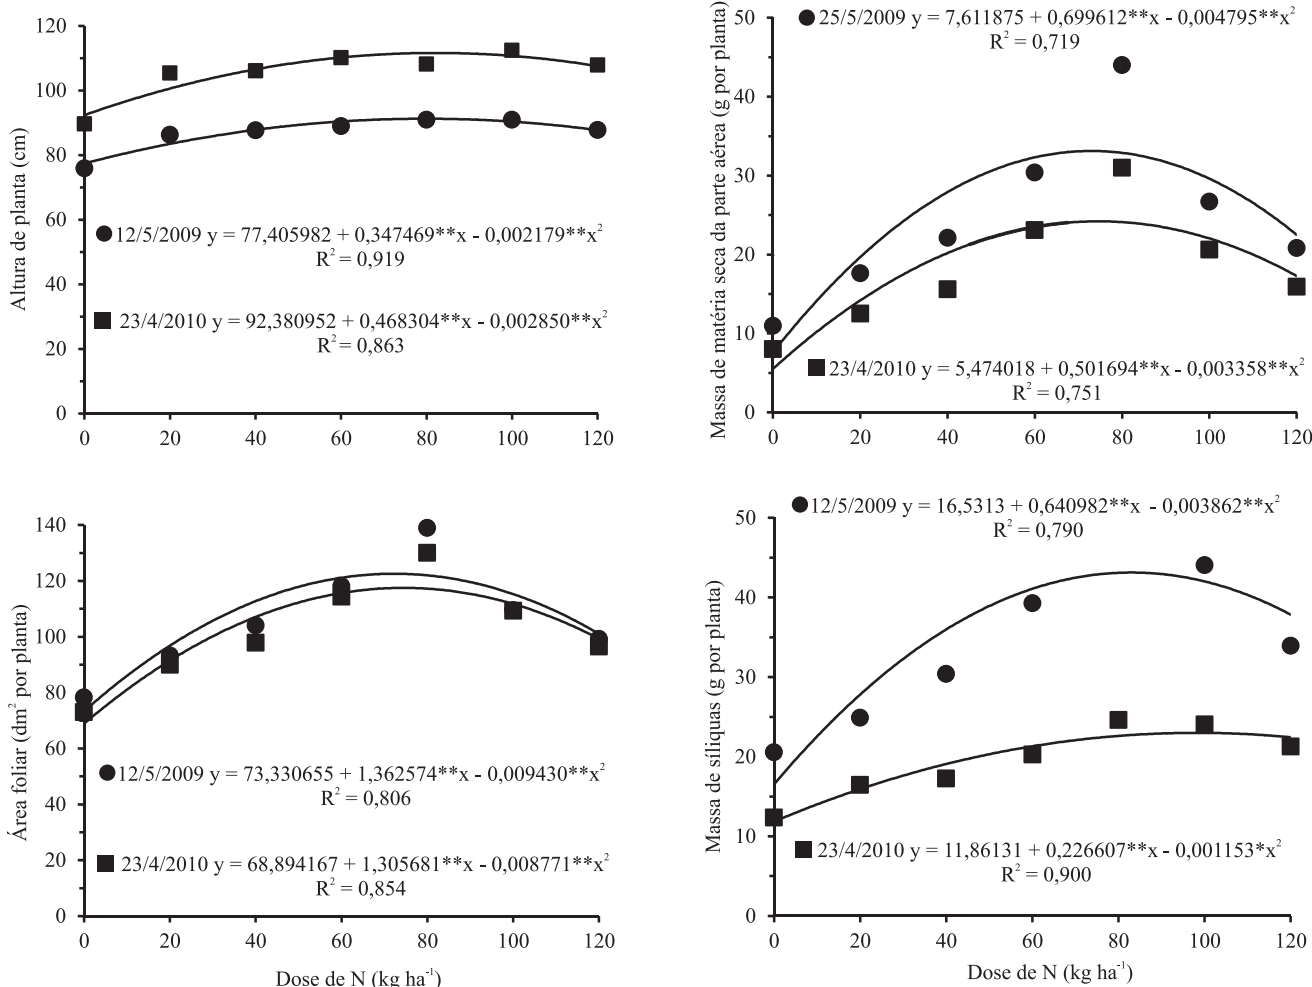 Altura de planta (cm)
120
100
80
60
40
20
0
12/5/2009 y = 77,405982 + 0,347469**x - 0,002179**x²
R² = 0,919
23/4/2010 y = 92,380952 + 0,468304**x - 0,002850**x²
R² = 0,863
0 20 40 60 80 100 120
Massa de matéria seca da parte aérea (g por planta)
25/5/2009 y = 7,611875 + 0,699612**x - 0,004795**x²
R² = 0,719
50
40
30
20
10
0
23/4/2010 y = 5,474018 + 0,501694**x - 0,003358**x²
R² = 0,751
0 20 40 60 80 100 120
Área foliar (dm² por planta)
140
120
100
80
60
40
20
0
12/5/2009 y = 73,330655 + 1,362574**x - 0,009430**x²
R² = 0,806
23/4/2010 y = 68,894167 + 1,305681**x - 0,008771**x²
R² = 0,854
0 20 40 60 80 100 120
Dose de N (kg ha⁻¹)
Massa de síliquas (g por planta)
12/5/2009 y = 16,5313 + 0,640982**x - 0,003862**x²
R² = 0,790
50
40
30
20
10
0
23/4/2010 y = 11,86131 + 0,226607**x - 0,001153*x²
R² = 0,900
0 20 40 60 80 100 120
Dose de N (kg ha⁻¹)